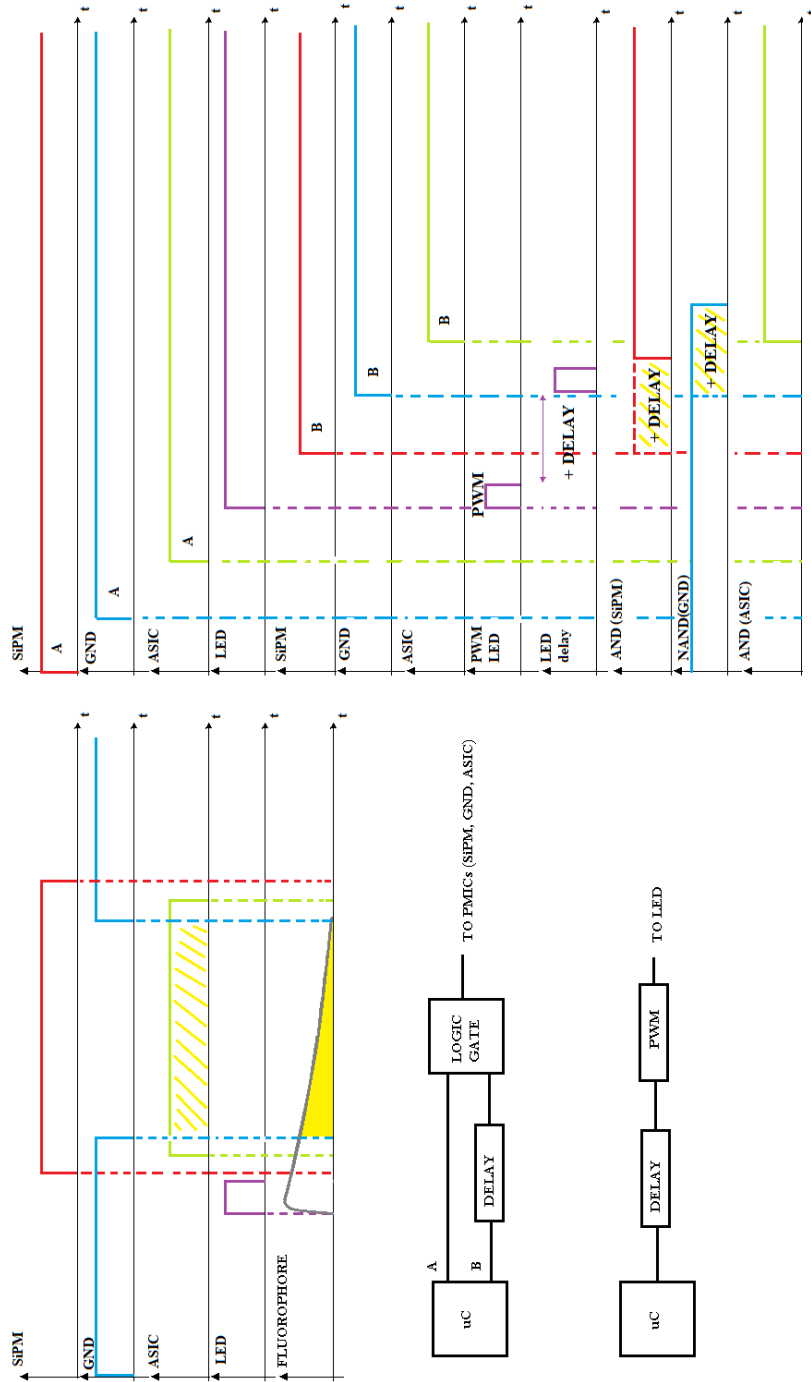 SiPM
GND
ASIC
LED
FLUOROPHORE
t
t
t
t
t
uC
A
B
DELAY
LOGIC
GATE
TO PMICs (SiPM, GND, ASIC)
uC
DELAY
PWM
TO LED
SiPM
A
t
GND
A
t
ASIC
A
t
LED
t
SiPM
B
t
GND
B
t
ASIC
B
t
PWM
LED
PWM
t
LED
delay
+ DELAY
t
AND (SiPM)
+ DELAY
t
NAND(GND)
+ DELAY
t
AND (ASIC)
t